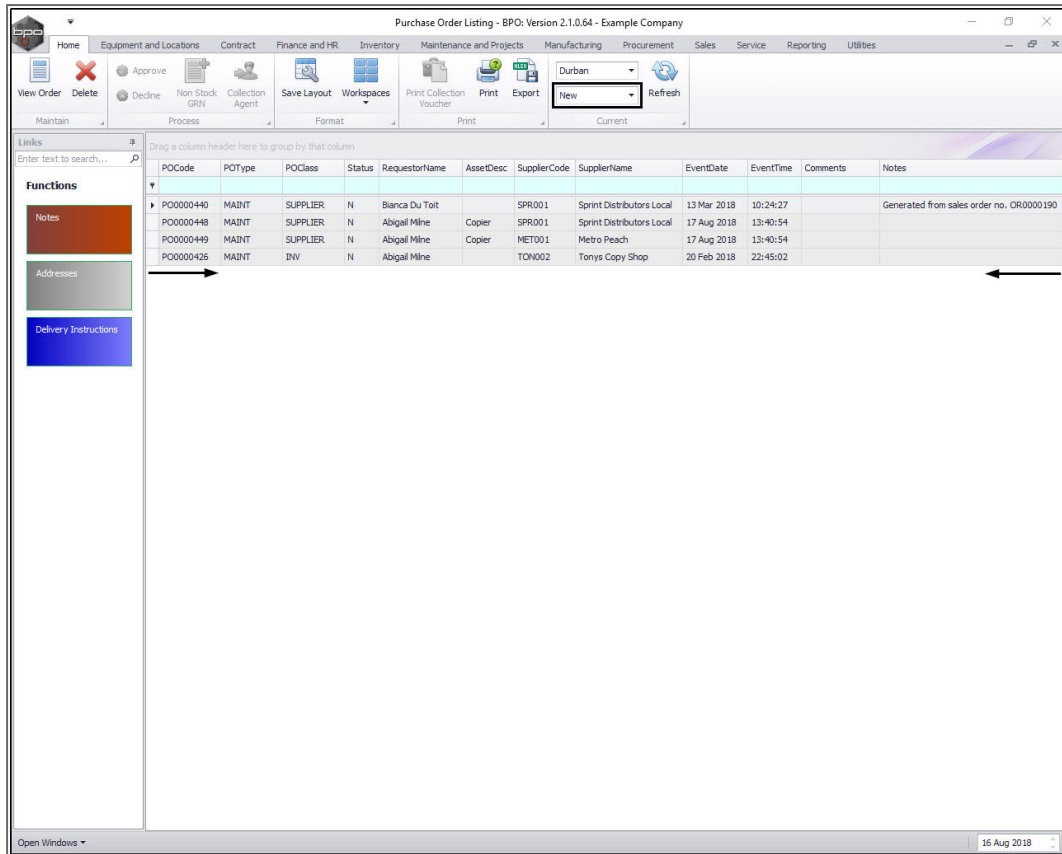 Purchase Order Listing - BPO: Version 2.1.0.64 - Example Company
bpo
Home Equipment and Locations Contract Finance and HR Inventory Maintenance and Projects Manufacturing Procurement Sales Service Reporting Utilities
View Order Delete Approve Decline Non Stock GRN Collection Agent Save Layout Workspaces Print Collection Voucher Print Export Durban New Refresh
Maintain Process Format Print Current
Links
Enter text to search...
Functions
Notes
Addresses
Delivery Instructions
Drag a column header here to group by that column
POCode POType POClass Status RequestorName AssetDesc SupplierCode SupplierName EventDate EventTime Comments Notes
PO0000440 MAINT SUPPLIER N Bianca Du Toit SPR001 Sprint Distributors Local 13 Mar 2018 10:24:27 Generated from sales order no. OR0000190
PO0000448 MAINT SUPPLIER N Abigail Milne Copier SPR001 Sprint Distributors Local 17 Aug 2018 13:40:54
PO0000449 MAINT SUPPLIER N Abigail Milne Copier MET001 Metro Peach 17 Aug 2018 13:40:54
PO0000426 MAINT INV N Abigail Milne TON002 Tonys Copy Shop 20 Feb 2018 22:45:02
Open Windows 16 Aug 2018